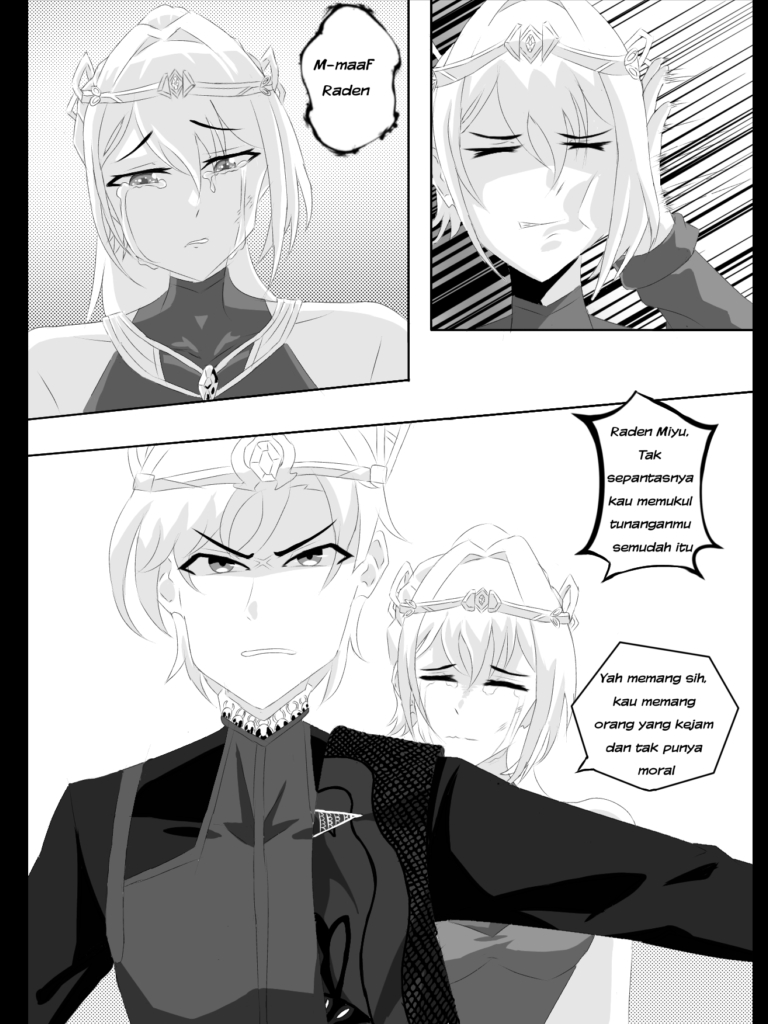 M-maaf
Raden
Raden Miyu,
Tak
sepantasnya
kau memukul
tunanganmu
semudah itu
Yah memang sih,
kau memang
orang yang kejam
dan tak punya
moral